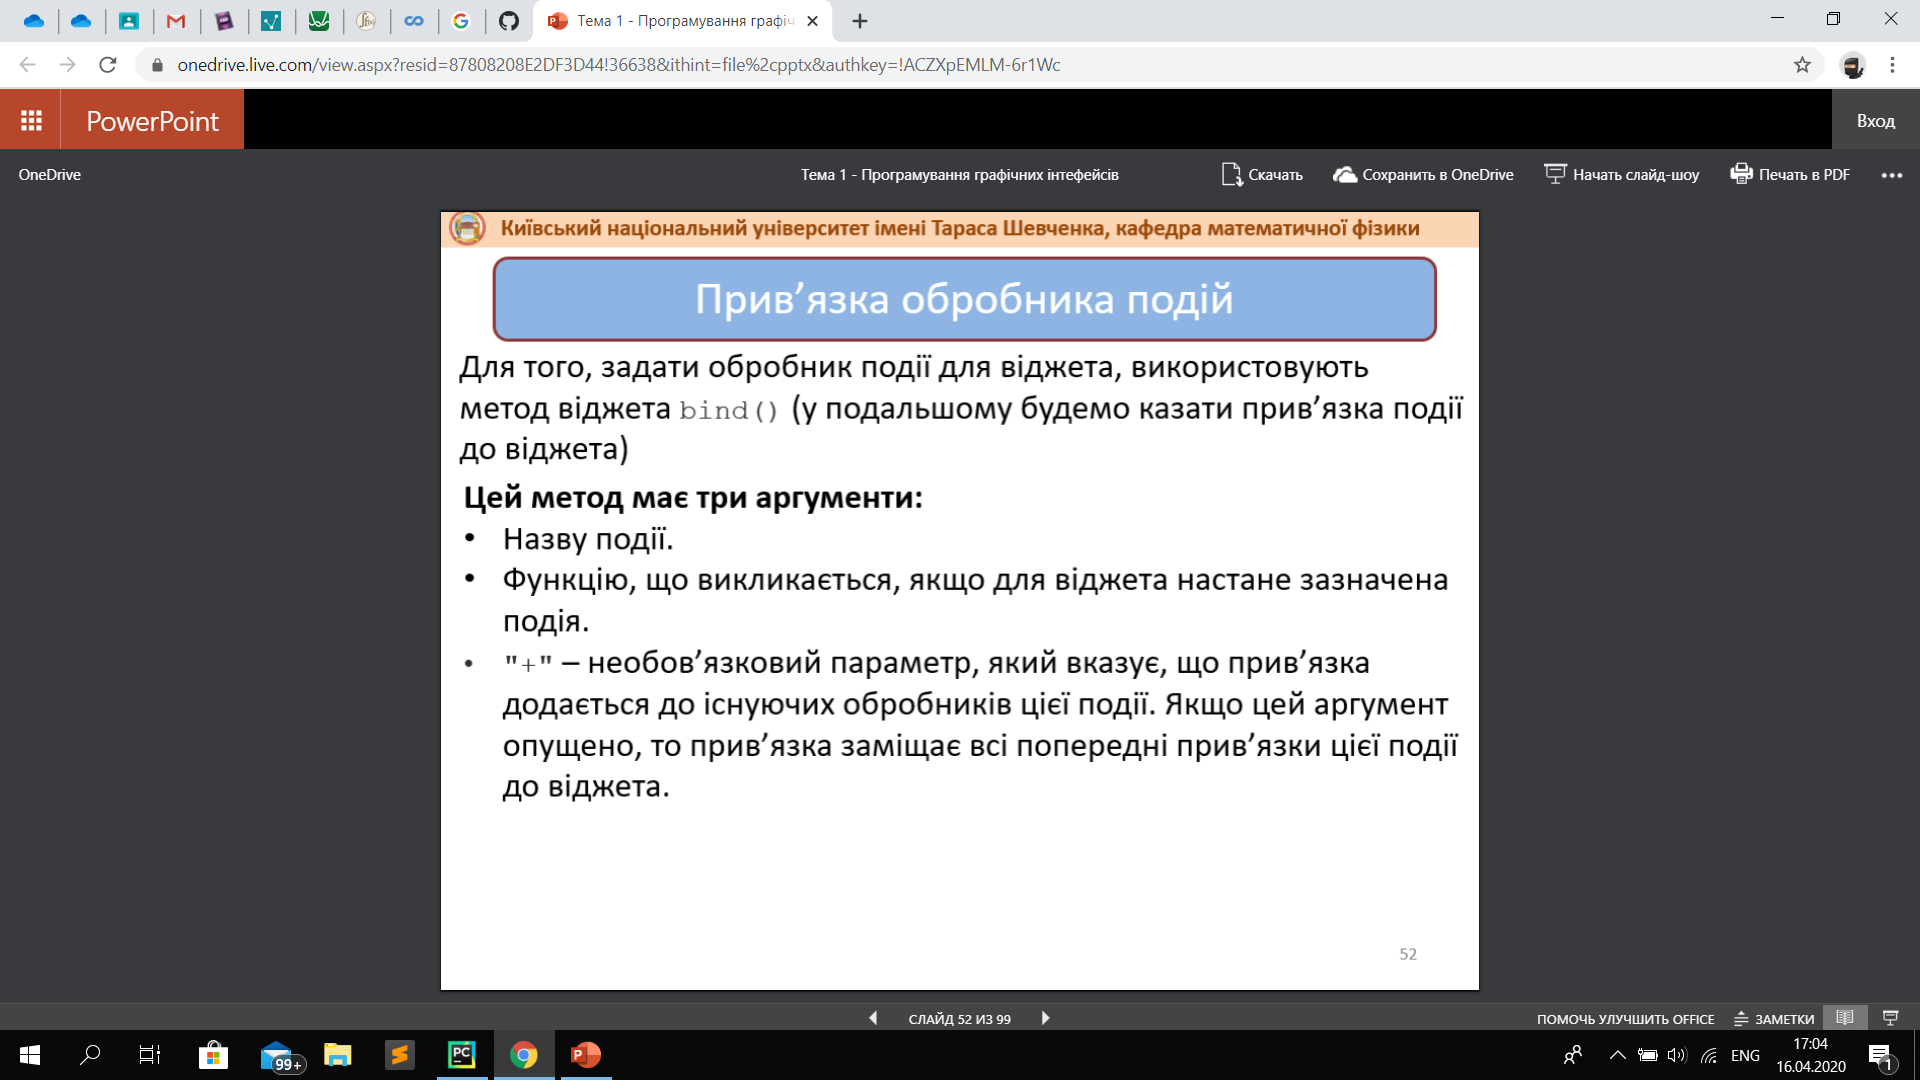 Тема 1 - Програмування графіч
onedrive.live.com/view.aspx?resid=87808208E2DF3D44!36638&ithint=file%2cpptx&authkey=!ACZXpEMLM-6r1Wc
PowerPoint
Вход
OneDrive
Тема 1 - Програмування графічних інтефейсів
Скачать
Сохранить в OneDrive
Начать слайд-шоу
Печать в PDF
Київський національний університет імені Тараса Шевченка, кафедра математичної фізики
Прив’язка обробника подій
Для того, задати обробник події для віджета, використовують
метод віджета bind() (у подальшому будемо казати прив’язка події
до віджета)
Цей метод має три аргументи:
• Назву події.
• Функцію, що викликається, якщо для віджета настане зазначена
подія.
• "+" – необов’язковий параметр, який вказує, що прив’язка
додається до існуючих обробників цієї події. Якщо цей аргумент
опущено, то прив’язка заміщає всі попередні прив’язки цієї події
до віджета.
52
СЛАЙД 52 ИЗ 99
ПОМОЧЬ УЛУЧШИТЬ OFFICE
ЗАМЕТКИ
99+
PC
ENG
17:04
16.04.2020
1